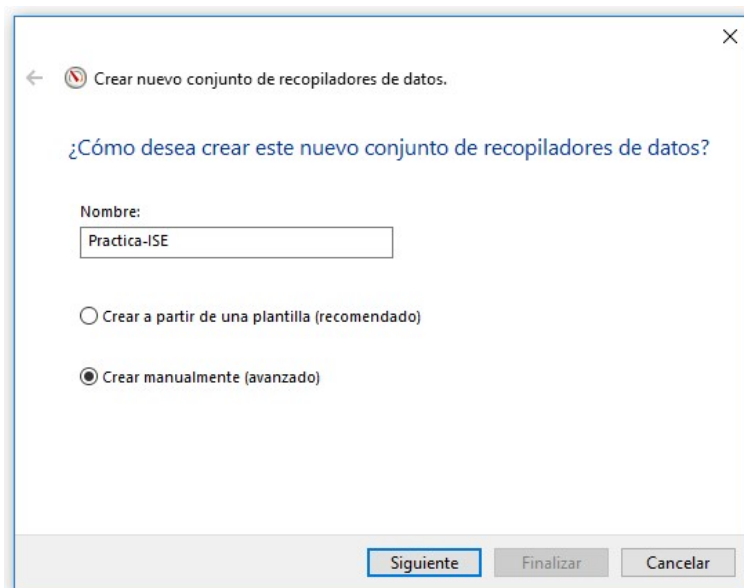 Crear nuevo conjunto de recopiladores de datos.
¿Cómo desea crear este nuevo conjunto de recopiladores de datos?
Nombre:
Practica-ISE
Crear a partir de una plantilla (recomendado)
Crear manualmente (avanzado)
Siguiente Finalizar Cancelar